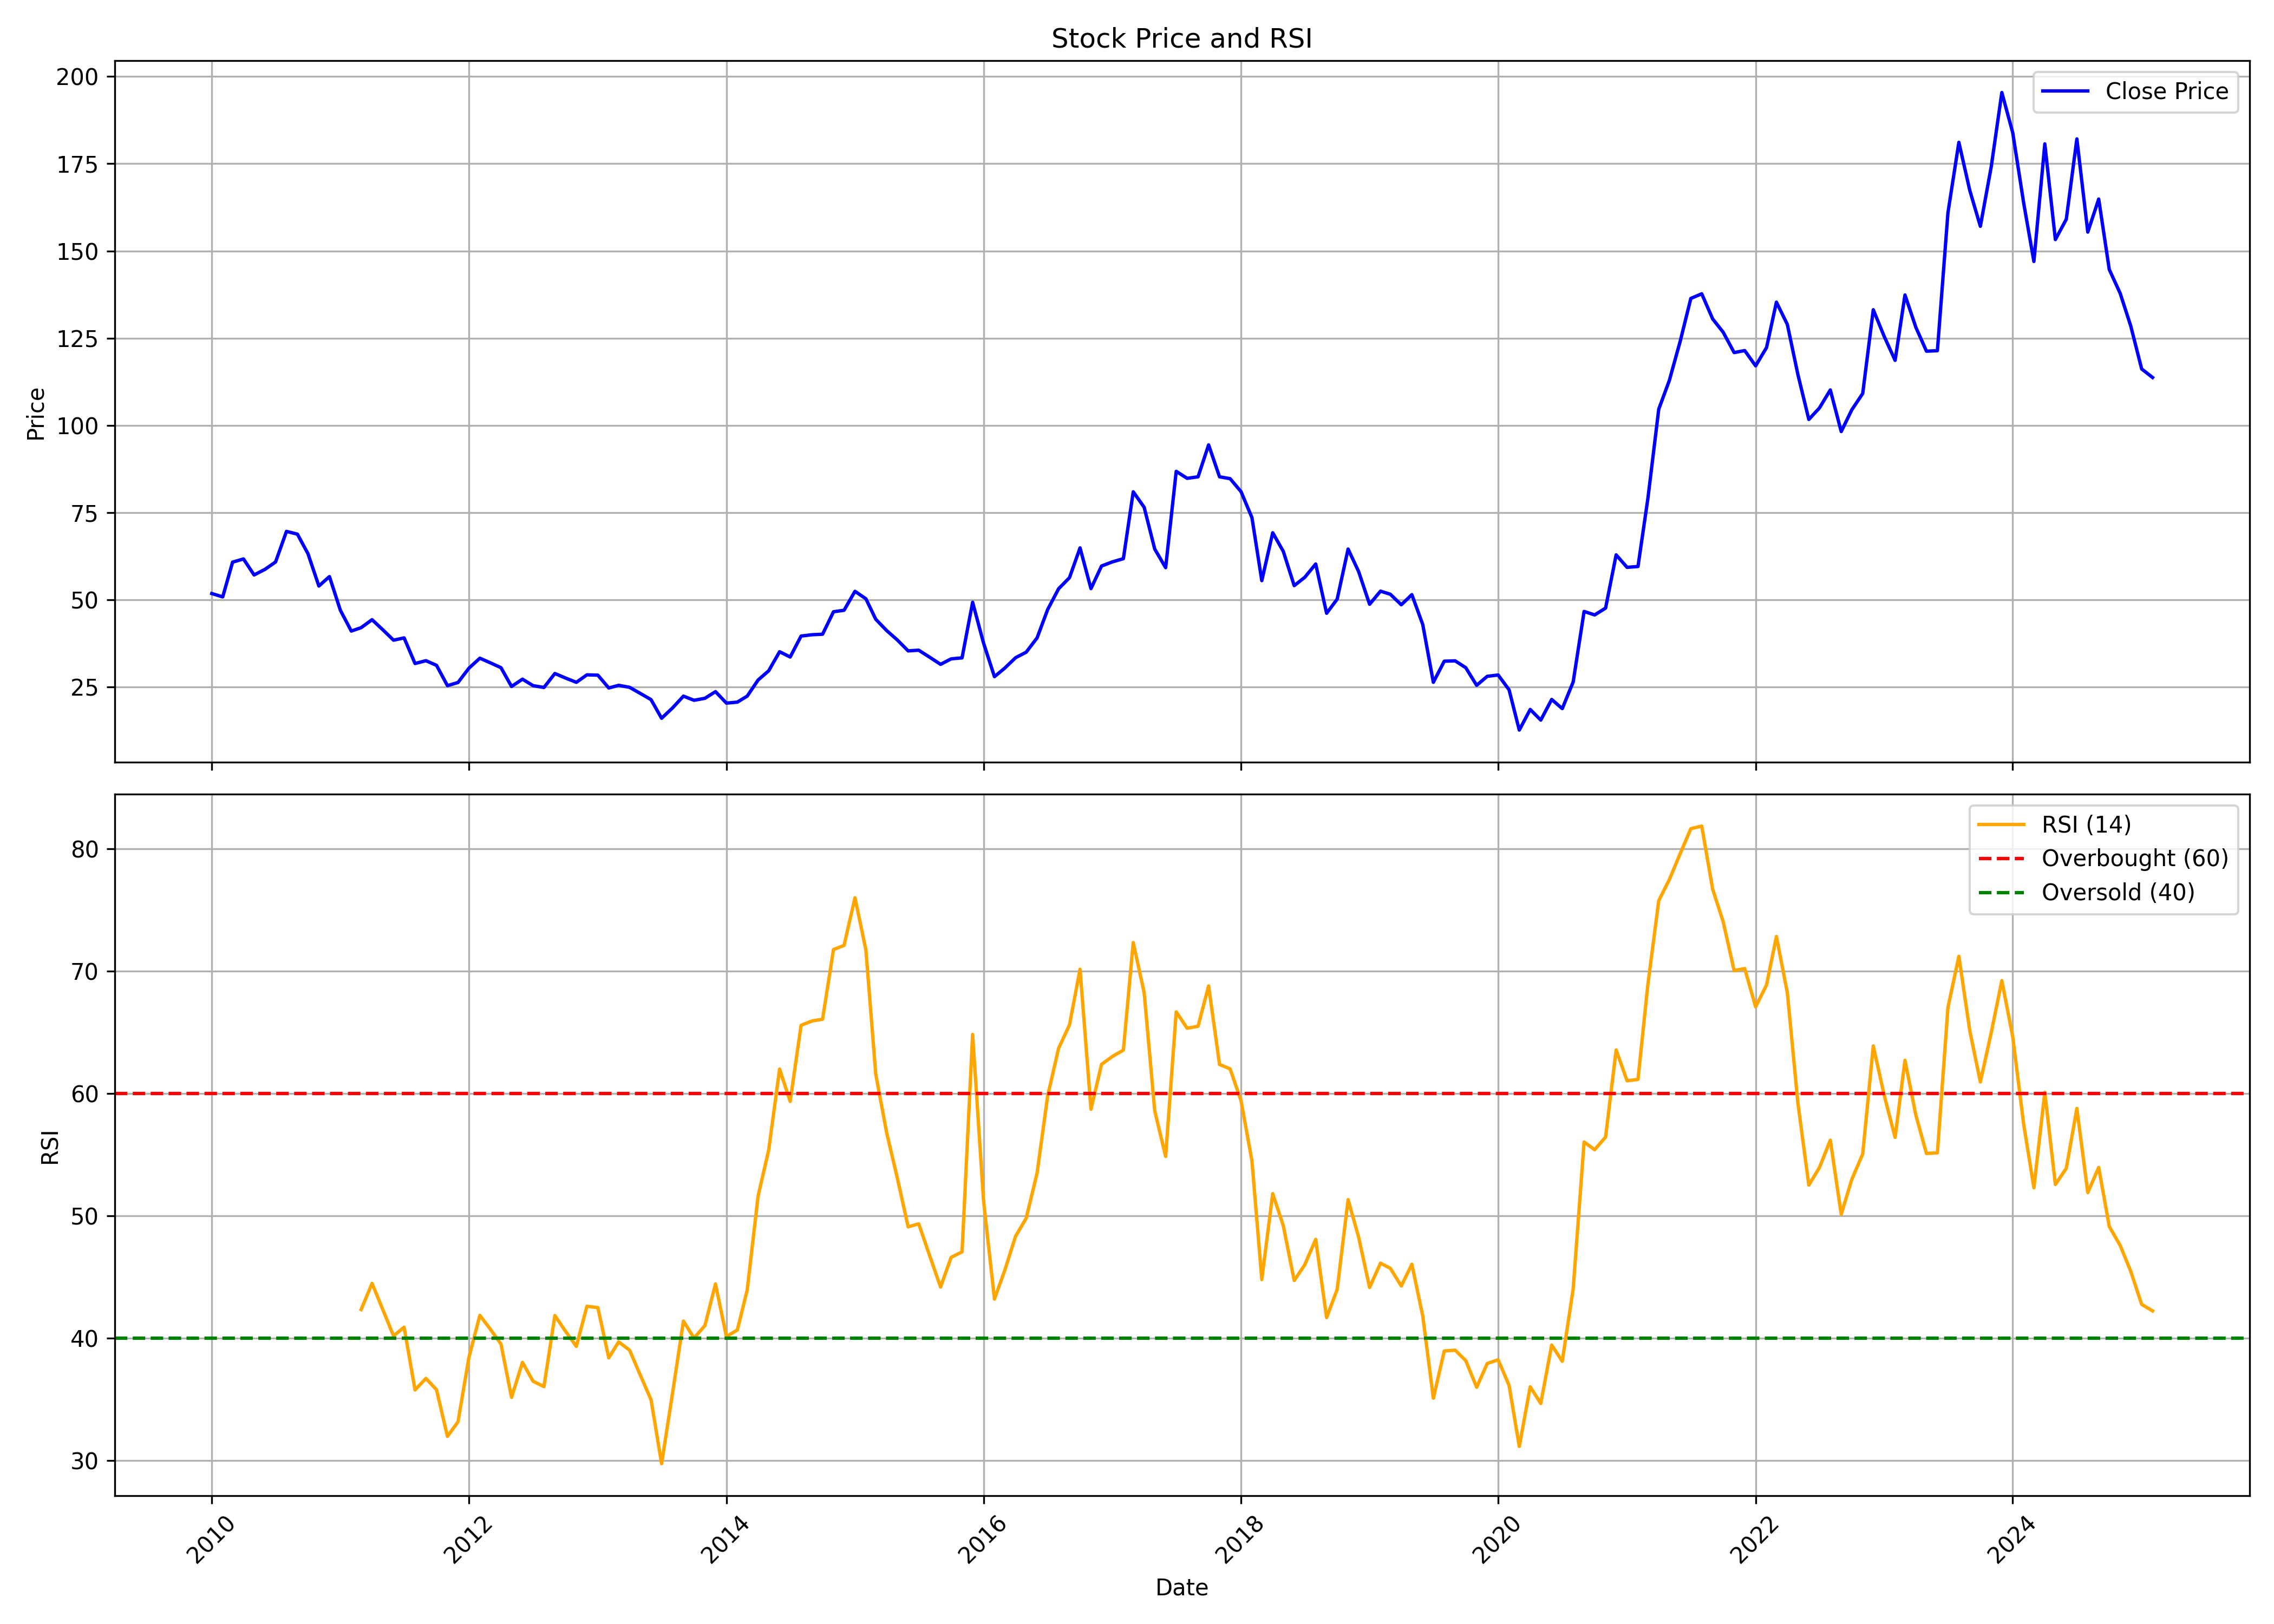 Stock Price and RSI
200
175
150
125
100
75
50
25
Price
Close Price
80
70
60
50
40
30
RSI
RSI (14)
Overbought (60)
Oversold (40)
2010
2012
2014
2016
2018
2020
2022
2024
Date